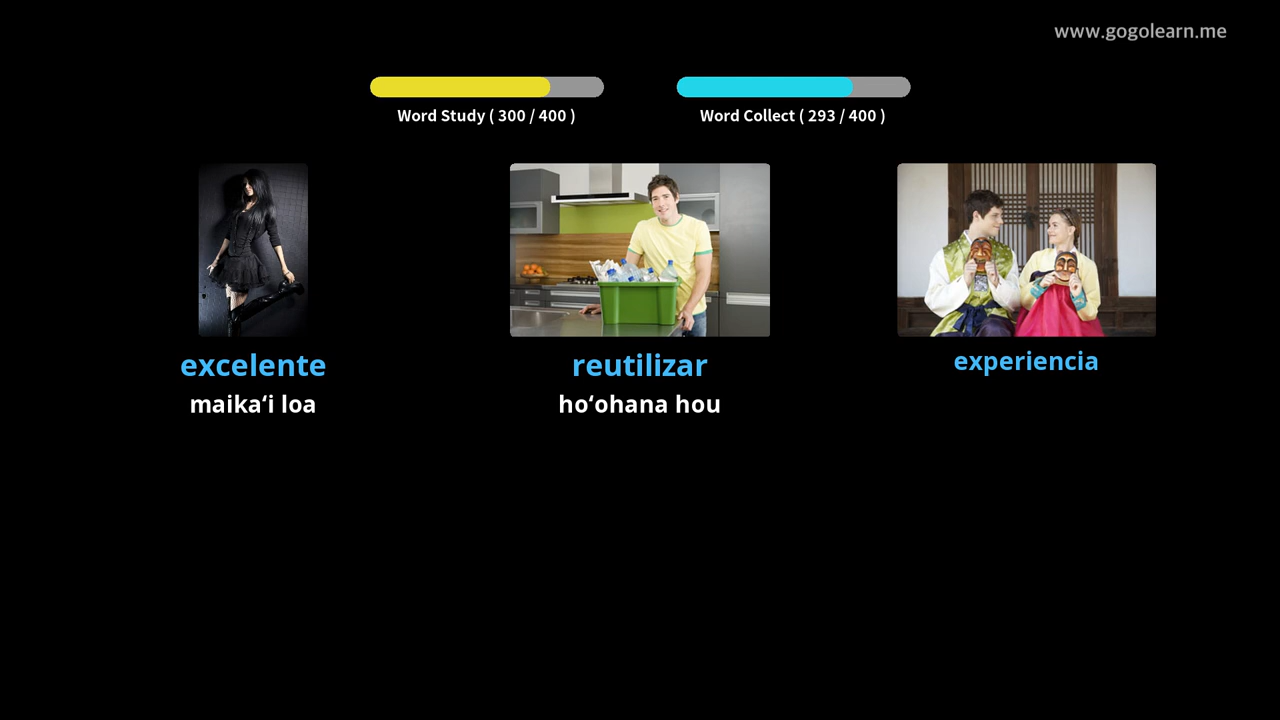 www.gogolearn.me
Word Study ( 300 / 400 )
Word Collect ( 293 / 400 )
excelente
reutilizar
experiencia
maikaʻi loa
hoʻohana hou